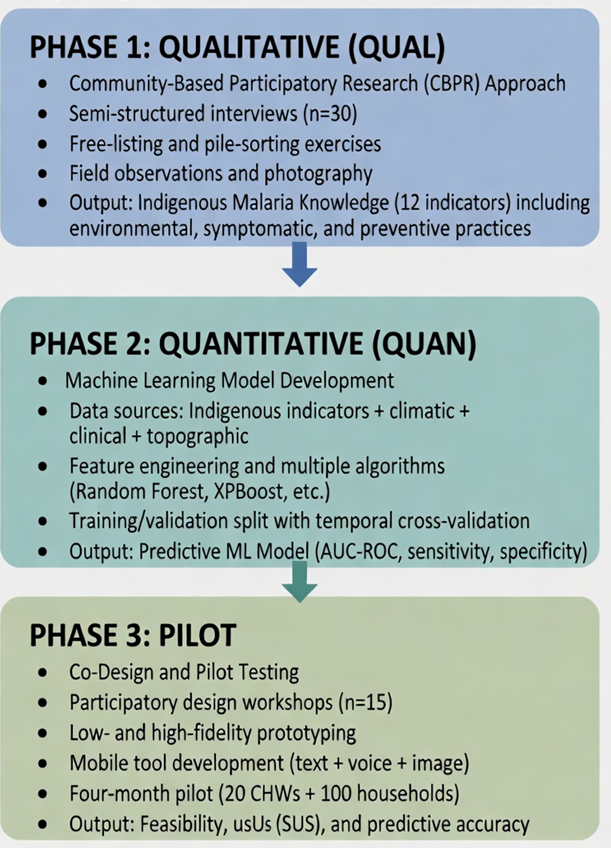 PHASE 1: QUALITATIVE (QUAL)
• Community-Based Participatory Research (CBPR) Approach
• Semi-structured interviews (n=30)
• Free-listing and pile-sorting exercises
• Field observations and photography
• Output: Indigenous Malaria Knowledge (12 indicators) including
environmental, symptomatic, and preventive practices
PHASE 2: QUANTITATIVE (QUAN)
• Machine Learning Model Development
• Data sources: Indigenous indicators + climatic +
clinical + topographic
• Feature engineering and multiple algorithms
(Random Forest, XPBoost, etc.)
• Training/validation split with temporal cross-validation
• Output: Predictive ML Model (AUC-ROC, sensitivity, specificity)
PHASE 3: PILOT
• Co-Design and Pilot Testing
• Participatory design workshops (n=15)
• Low- and high-fidelity prototyping
• Mobile tool development (text + voice + image)
• Four-month pilot (20 CHWs + 100 households)
• Output: Feasibility, usUs (SUS), and predictive accuracy